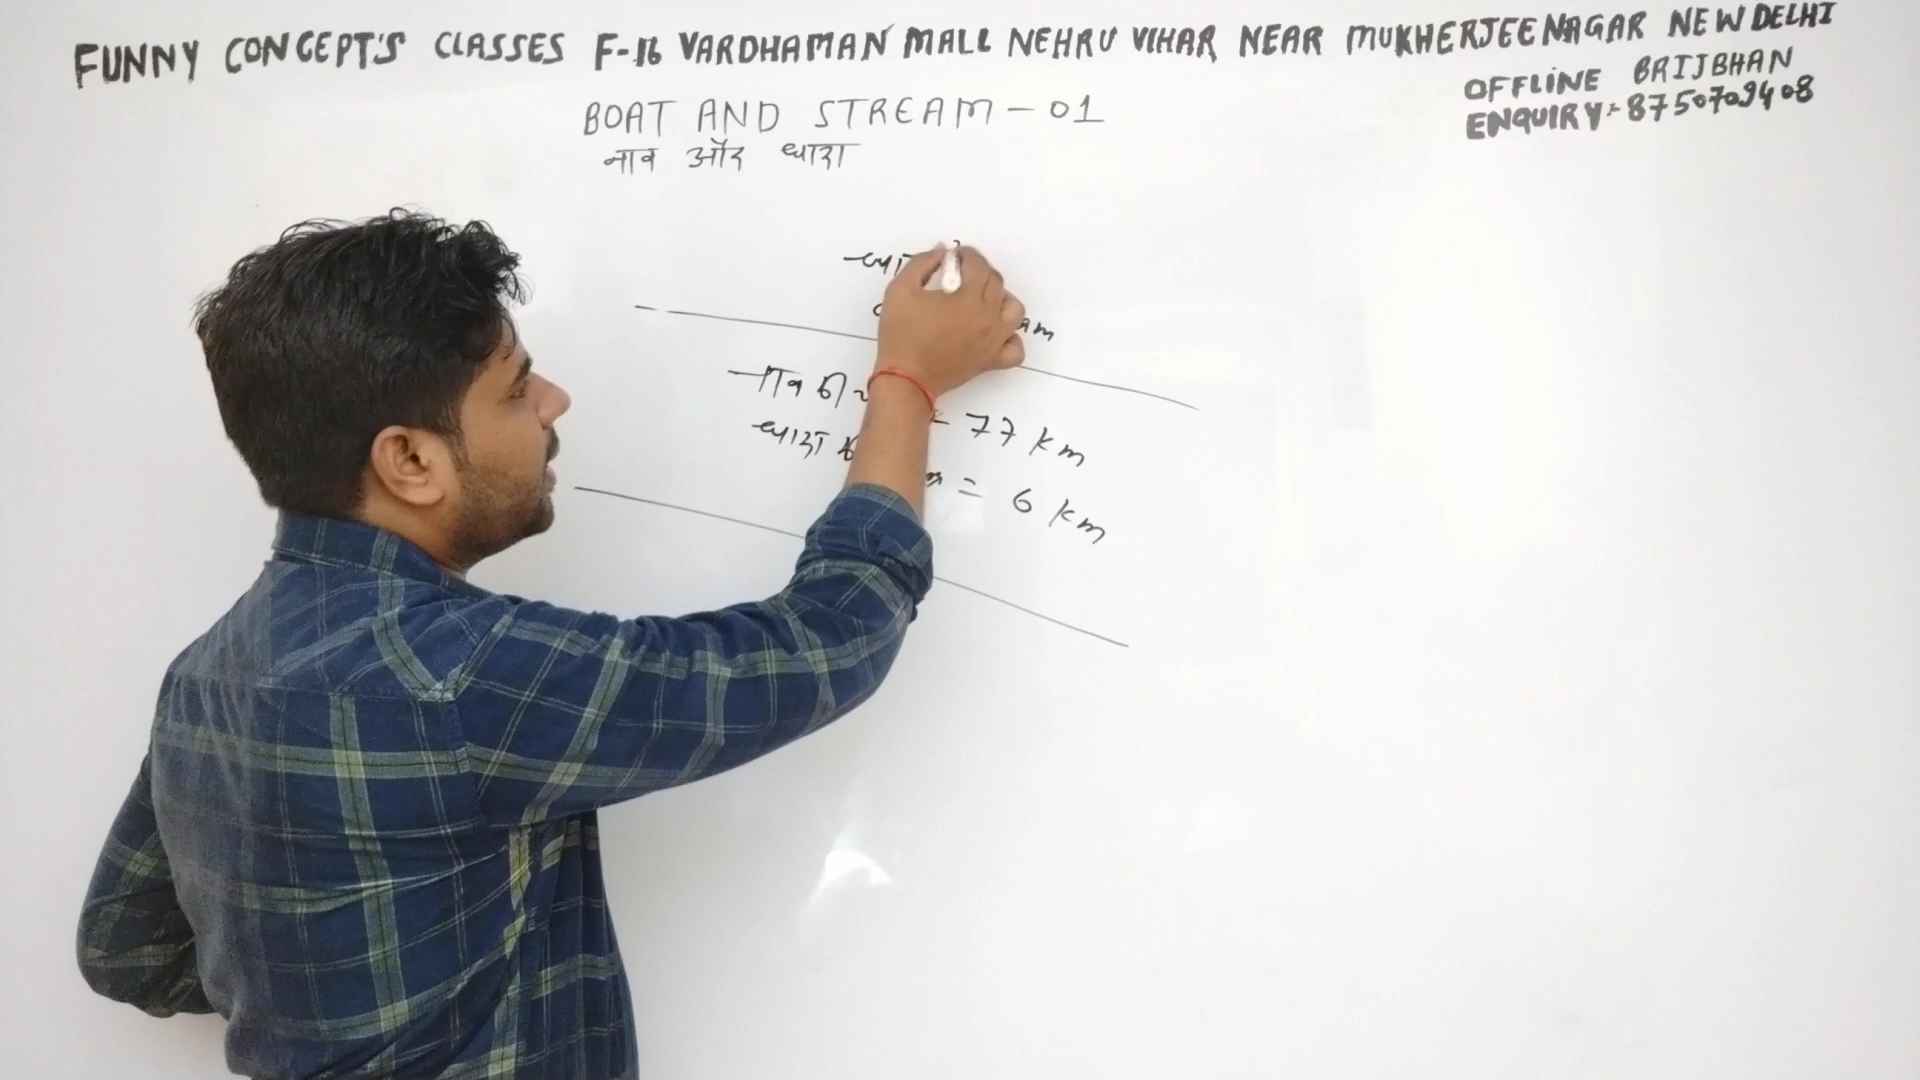 FUNNY CONCEPT'S CLASSES F-16 VARDHAMAN MALL NEHRU VIHAR NEAR MUKHERJEE NAGAR NEW DELHI
OFFLINE BRIJBHAN
ENQUIRY:- 8750709408
BOAT AND STREAM - 01
नाव और धारा
am
नाव की = 77 km
धारा = 6 km